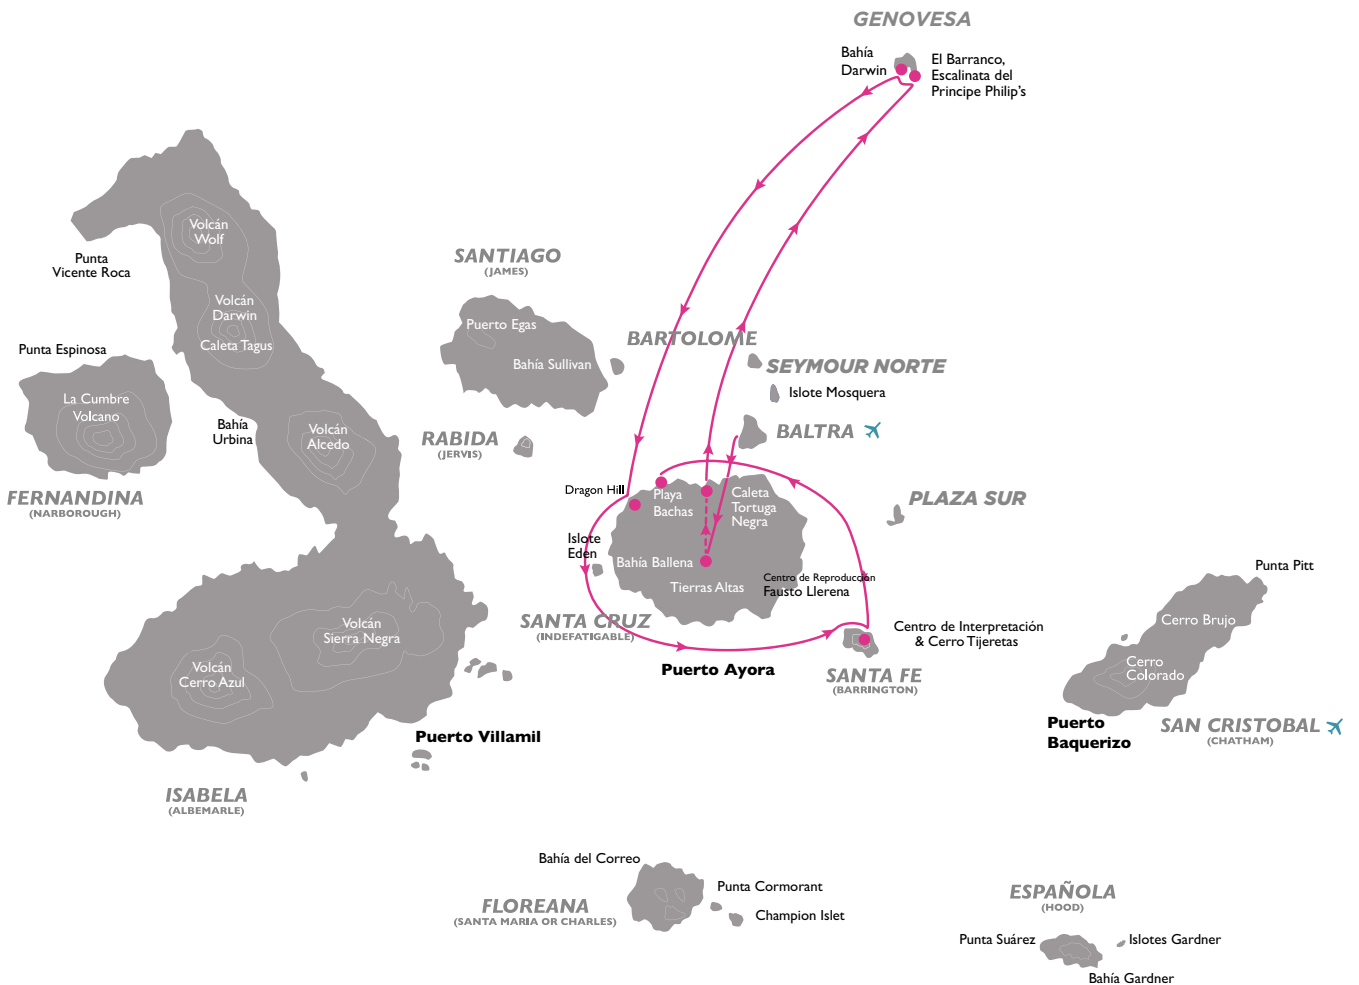 GENOVESA
Bahía
Darwin
El Barranco,
Escalinata del
Principe Philip's
Volcán
Wolf
Punta
Vicente Roca
SANTIAGO
(JAMES)
Volcán
Darwin
Caleta Tagus
Puerto Egas
Bahía Sullivan
BARTOLOME
SEYMOUR NORTE
Islote Mosquera
Punta Espinosa
La Cumbre
Volcano
Bahía
Urbina
Volcán
Alcedo
RABIDA
(JERVIS)
BALTRA
FERNANDINA
(NARBOROUGH)
Dragon Hill
Playa
Bachas
Caleta
Tortuga
Negra
PLAZA SUR
Islote
Eden
Bahía Ballena
Tierras Altas
Centro de Reproducción
Fausto Llerena
SANTA CRUZ
(INDEFATIGABLE)
Punta Pitt
Cerro Brujo
Centro de Interpretación
& Cerro Tijeretas
Volcán
Sierra Negra
Volcán
Cerro Azul
Puerto Ayora
SANTA FE
(BARRINGTON)
Cerro
Colorado
Puerto
Baquerizo
SAN CRISTOBAL
(CHATHAM)
Puerto Villamil
ISABELA
(ALBEMARLE)
Bahía del Correo
Punta Cormorant
Champion Islet
FLOREANA
(SANTA MARIA OR CHARLES)
ESPAÑOLA
(HOOD)
Punta Suárez
Islotes Gardner
Bahía Gardner